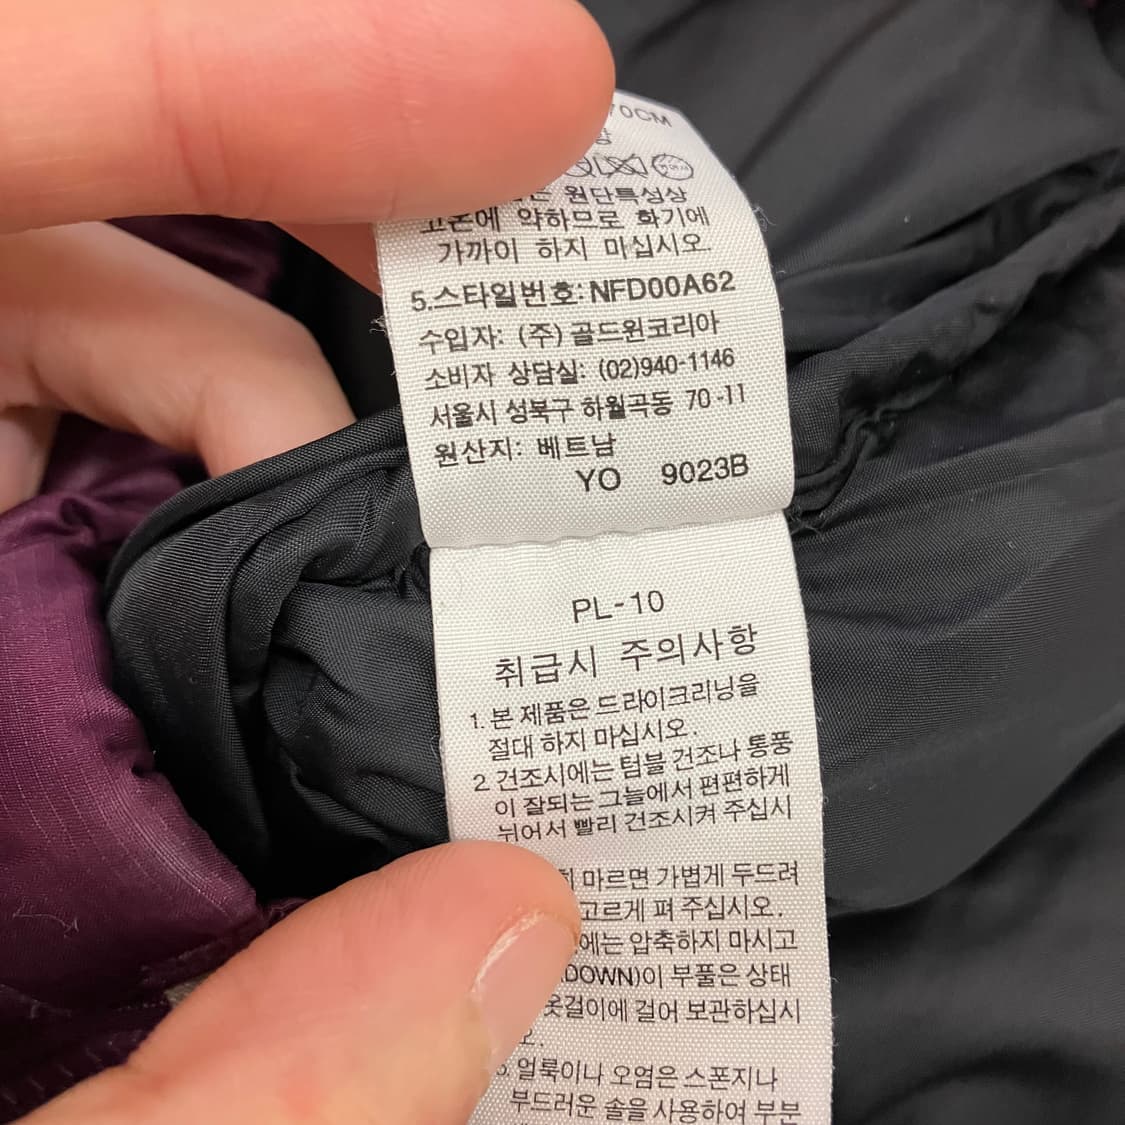 70CM
원단특성상
고온에 약하므로 화기에
가까이 하지 마십시오.
5.스타일번호:NFD00A62
수입자: (주)골드윈코리아
소비자 상담실: (02)940-1146
서울시 성북구 하월곡동 70-11
원산지: 베트남
YO 9023B
PL-10
취급시 주의사항
1. 본 제품은 드라이크리닝을
절대 하지 마십시오.
2. 건조시에는 텀블 건조나 통풍
이 잘되는 그늘에서 편편하게
뉘어서 빨리 건조시켜 주십시
마르면 가볍게 두드려
고르게 펴 주십시오.
에는 압축하지 마시고
DOWN)이 부풀은 상태
옷걸이에 걸어 보관하십시
오.
얼룩이나 오염은 스폰지나
부드러운 솔을 사용하여 부분